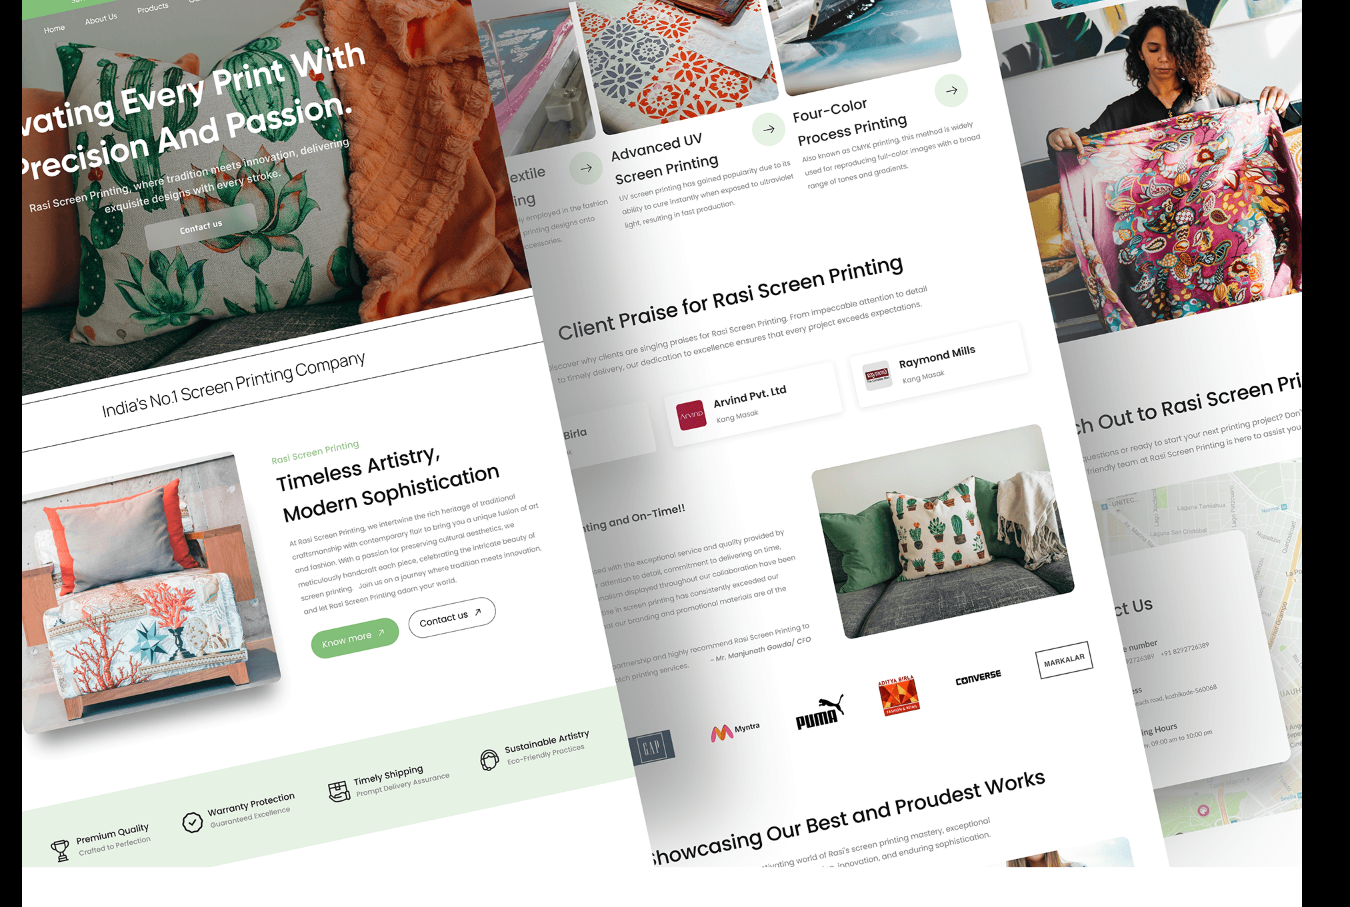 Home
About Us
Products
vating Every Print With
Precision And Passion.
Rasi Screen Printing, where tradition meets innovation, delivering
exquisite designs with every stroke.
Contact us
India's No.1 Screen Printing Company
Rasi Screen Printing
Timeless Artistry,
Modern Sophistication
At Rasi Screen Printing, we intertwine the rich heritage of traditional
craftsmanship with contemporary flair to bring you a unique fusion of art
and fashion. With a passion for preserving cultural aesthetics, we
meticulously handcraft each piece, celebrating the intricate beauty of
screen printing. Join us on a journey where tradition meets innovation,
and let Rasi Screen Printing adorn your world.
Know more
Contact us
Premium Quality
Crafted to Perfection
Warranty Protection
Guaranteed Excellence
Timely Shipping
Prompt Delivery Assurance
Sustainable Artistry
Eco-Friendly Practices
extile
ing
ly employed in the fashion
printing designs onto
ccessories.
Advanced UV
Screen Printing
UV screen printing has gained popularity due to its
ability to cure instantly when exposed to ultraviolet
light, resulting in fast production.
Four-Color
Process Printing
Also known as CMYK printing, this method is widely
used for reproducing full-color images with a broad
range of tones and gradients.
Client Praise for Rasi Screen Printing
iscover why clients are singing praises for Rasi Screen Printing. From impeccable attention to detail
to timely delivery, our dedication to excellence ensures that every project exceeds expectations.
Birla
Arvind
Arvind Pvt. Ltd
Kang Masak
Raymond Mills
Kang Masak
nting and On-Time!!
sed with the exceptional service and quality provided by
attention to detail, commitment to delivering on time,
nalism displayed throughout our collaboration have been
tise in screen printing has consistently exceeded our
at our branding and promotional materials are of the
partnership and highly recommend Rasi Screen Printing to
tch printing services.
- Mr. Manjunath Gowda/ CFO
GAP
Myntra
PUMA
ADITYA BIRLA
FASHION & RETAIL
CONVERSE
MARKALAR
Showcasing Our Best and Proudest Works
tivating world of Rasi's screen printing mastery, exceptional
innovation, and enduring sophistication.
ch Out to Rasi Screen Pri
questions or ready to start your next printing project? Don'
friendly team at Rasi Screen Printing is here to assist you
ct Us
e number
92726389 +91 8292726389
ess
each road, kozhikode-560068
ing Hours
y: 09:00 am to 10:00 pm